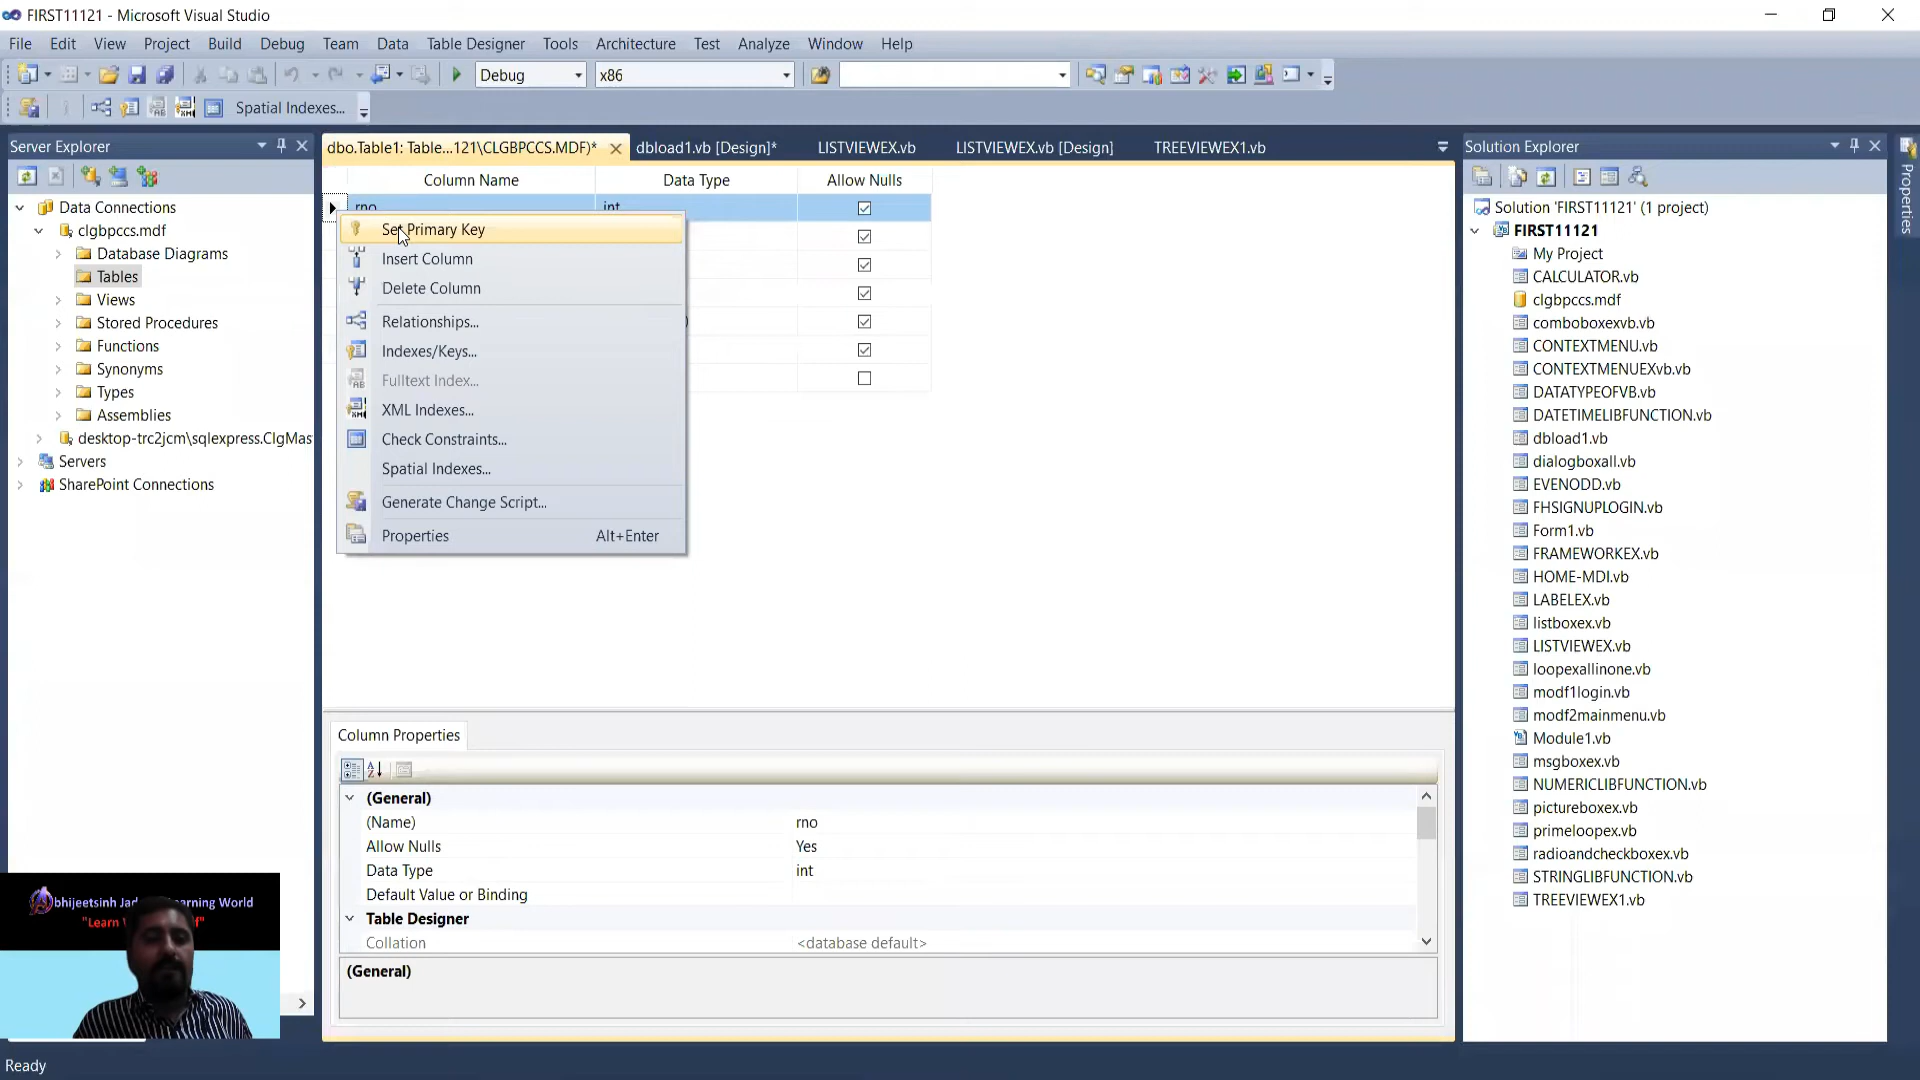 FIRST11121 - Microsoft Visual Studio
File Edit View Project Build Debug Team Data Table Designer Tools Architecture Test Analyze Window Help
Debug x86
Spatial Indexes...
Server Explorer
Data Connections
clgbpccs.mdf
Database Diagrams
Tables
Views
Stored Procedures
Functions
Synonyms
Types
Assemblies
desktop-trc2jcm\sqlexpress.ClgMas
Servers
SharePoint Connections
dbo.Table1: Table...121\CLGBPCCS.MDF)* dbload1.vb [Design]* LISTVIEWEX.vb LISTVIEWEX.vb [Design] TREEVIEWEX1.vb
Column Name Data Type Allow Nulls
rno int
Set Primary Key
Insert Column
Delete Column
Relationships...
Indexes/Keys...
Fulltext Index...
XML Indexes...
Check Constraints...
Spatial Indexes...
Generate Change Script...
Properties Alt+Enter
)
Column Properties
(General)
(Name) rno
Allow Nulls Yes
Data Type int
Default Value or Binding
Table Designer
Collation <database default>
(General)
Solution Explorer
Solution 'FIRST11121' (1 project)
FIRST11121
My Project
CALCULATOR.vb
clgbpccs.mdf
comboboxexvb.vb
CONTEXTMENU.vb
CONTEXTMENUEXvb.vb
DATATYPEOFVB.vb
DATETIMELIBFUNCTION.vb
dbload1.vb
dialogboxall.vb
EVENODD.vb
FHSIGNUPLOGIN.vb
Form1.vb
FRAMEWORKEX.vb
HOME-MDI.vb
LABELEX.vb
listboxex.vb
LISTVIEWEX.vb
loopexallinone.vb
modf1login.vb
modf2mainmenu.vb
Module1.vb
msgboxex.vb
NUMERICLIBFUNCTION.vb
pictureboxex.vb
primeloopex.vb
radioandcheckboxex.vb
STRINGLIBFUNCTION.vb
TREEVIEWEX1.vb
Properties
bhijeetsinh Jad arning World
"Learn f"
Ready